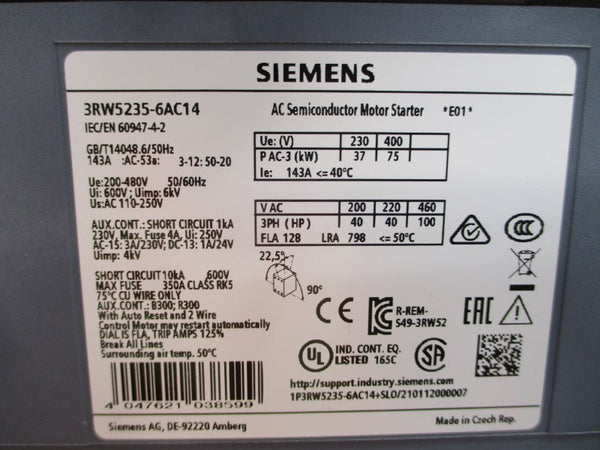 SIEMENS
3RW5235-6AC14 AC Semiconductor Motor Starter *E01*
IEC/EN 60947-4-2
GB/T14048.6/50Hz
143A :AC-53a: 3-12: 50-20
Ue:200-480V 50/60Hz
Ui: 600V ; Uimp: 6kV
Us:AC 110-250V
Ue: (V) 230 400
P AC-3 (kW) 37 75
Ie: 143A <= 40°C
AUX.CONT.: SHORT CIRCUIT 1kA
230V, Max. Fuse 4A, Ui: 250V
AC-15: 3A/230V; DC-13: 1A/24V
Uimp: 4kV
V AC 200 220 460
3PH ( HP ) 40 40 100
FLA 128 LRA 798 <= 50°C
SHORT CIRCUIT 10kA 600V
MAX FUSE 350A CLASS RK5
75°C CU WIRE ONLY
AUX.CONT.: B300; R300
With Auto Reset and 2 Wire
Control Motor may restart automatically
DIAL IS FLA, TRIP AMPS 125%
Break All Lines
Surrounding air temp. 50°C
22,5°
90°
CCC
CE
R-REM-
S49-3RW52
EAC
UL
IND. CONT. EQ.
LISTED 165C
SA
http://support.industry.siemens.com
1P3RW5235-6AC14+SLO/210112000007
4 047621 038599
Siemens AG, DE-92220 Amberg Made in Czech Rep.